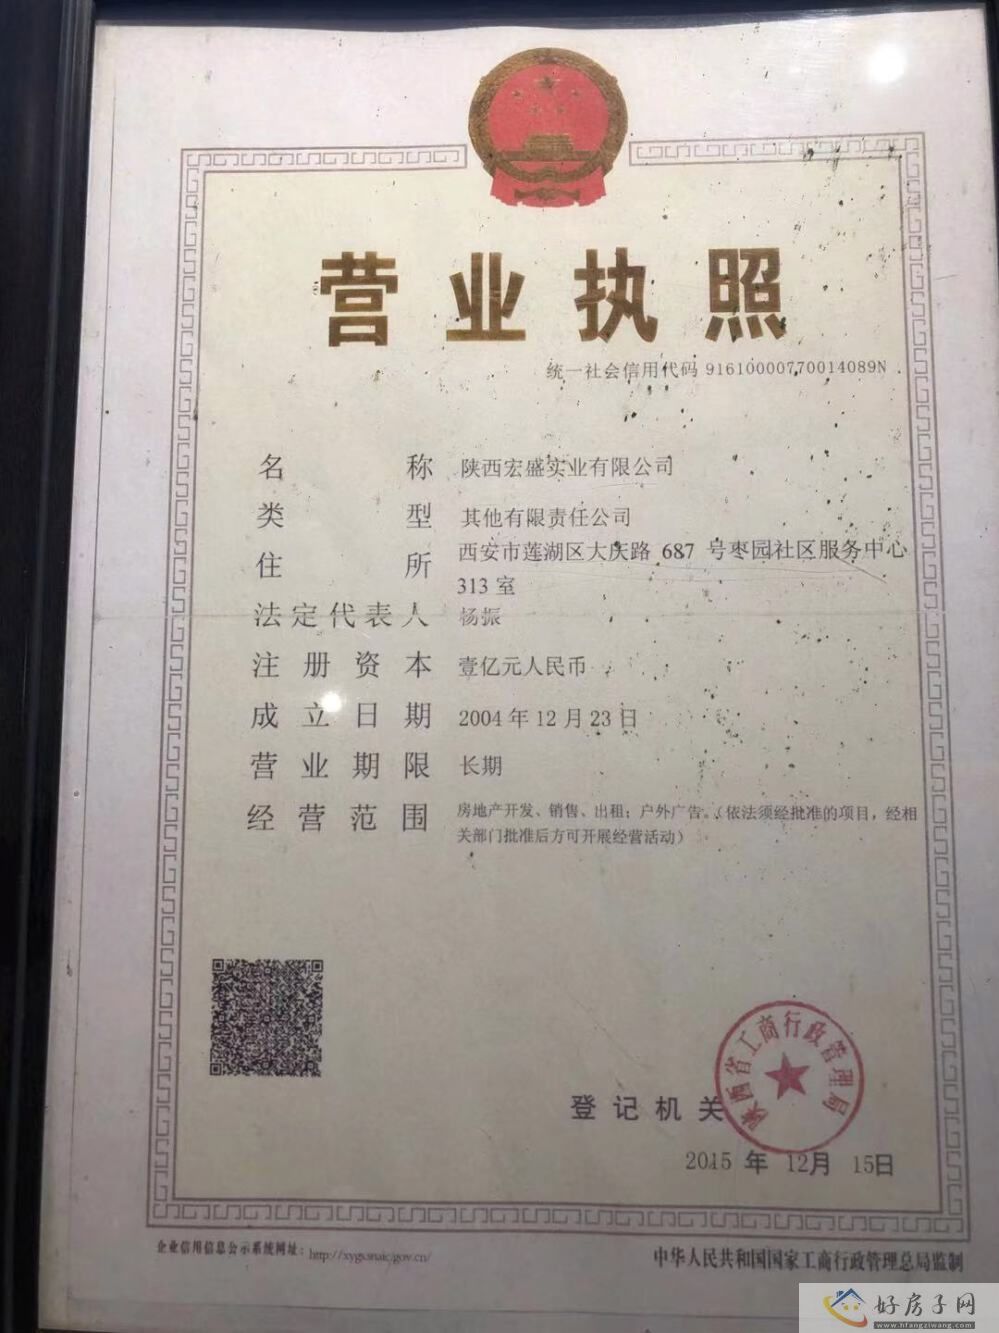 营业执照
统一社会信用代码 91610000770014089N
名称 陕西宏盛实业有限公司
类型 其他有限责任公司
住所 西安市莲湖区大庆路 687 号枣园社区服务中心
313 室
法定代表人 杨振
注册资本 壹亿元人民币
成立日期 2004 年 12 月 23 日
营业期限 长期
经营范围 房地产开发、销售、出租；户外广告。（依法须经批准的项目，经相
关部门批准后方可开展经营活动）
陕西省工商行政管理局
登记机关
2015 年 12月 15日
企业信用信息公示系统网址：http://xygs.snaic.gov.cn/
中华人民共和国国家工商行政管理总局监制
好房子网
www.hfangziwang.com